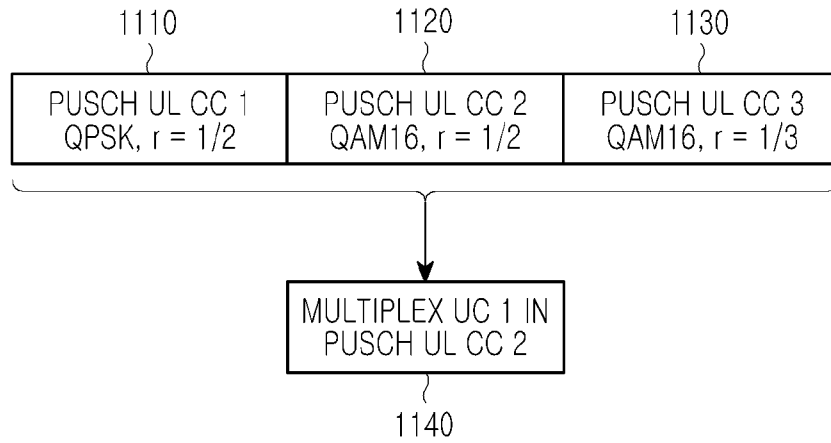 1110 1120 1130
PUSCH UL CC 1 PUSCH UL CC 2 PUSCH UL CC 3
QPSK, r = 1/2 QAM16, r = 1/2 QAM16, r = 1/3
MULTIPLEX UC 1 IN
PUSCH UL CC 2
1140